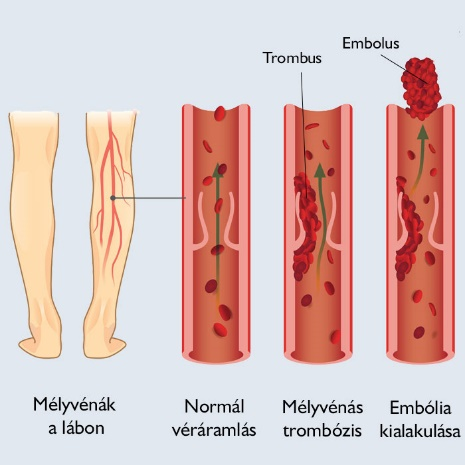 Embolus
Trombus
Mélyvénák
a lábon
Normál
véráramlás
Mélyvénás
trombózis
Embólia
kialakulása